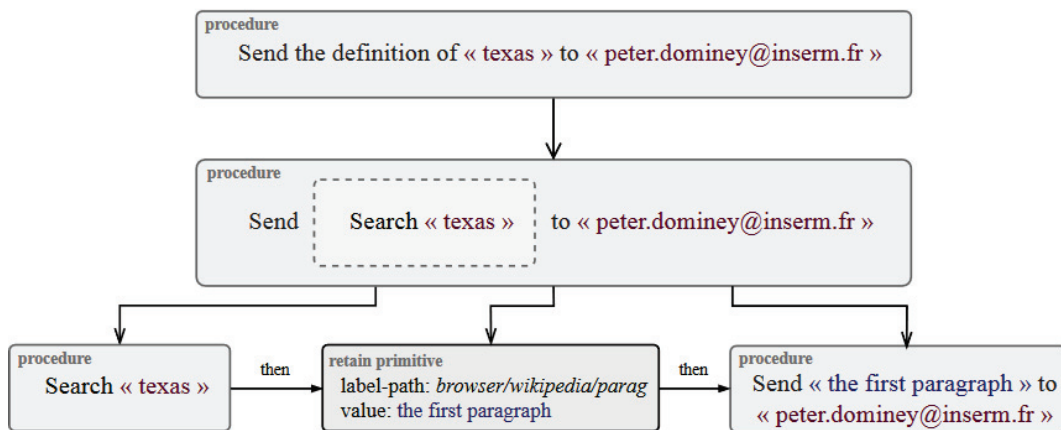 procedure
Send the definition of « texas » to « peter.dominey@inserm.fr »
procedure
Send Search « texas » to « peter.dominey@inserm.fr »
procedure
Search « texas »
then
retain primitive
label-path: browser/wikipedia/parag
value: the first paragraph
then
procedure
Send « the first paragraph » to
« peter.dominey@inserm.fr »